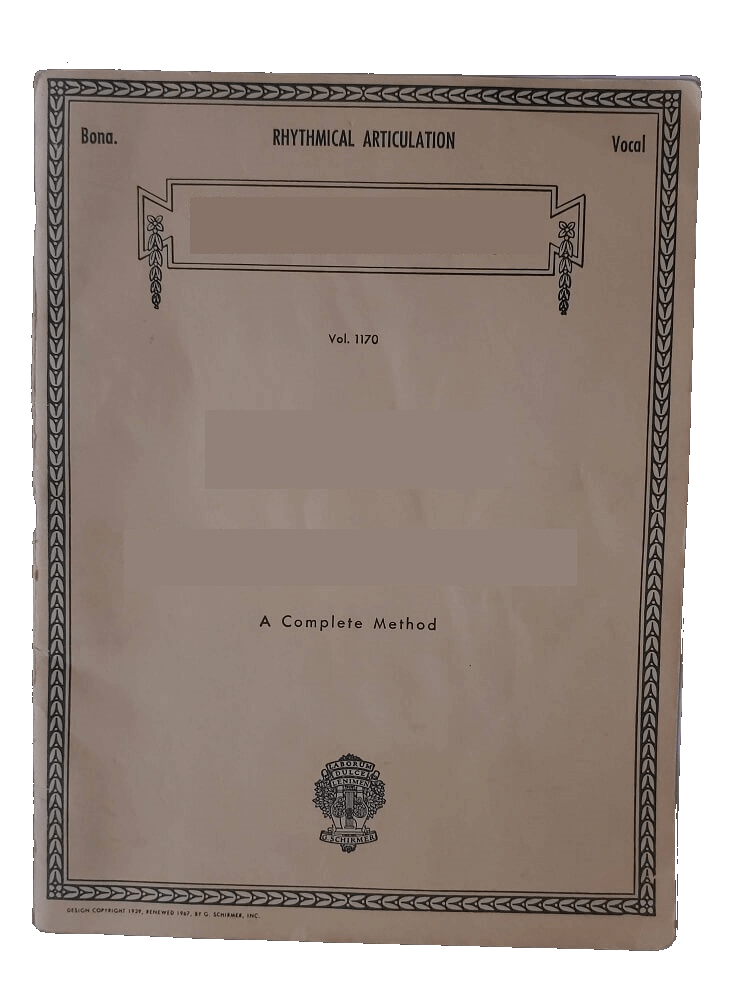 Bona. RHYTHMICAL ARTICULATION Vocal
Vol. 1170
A Complete Method
LABORUM
DULCE
LENIMEN
G. SCHIRMER
DESIGN COPYRIGHT 1939, RENEWED 1967, BY G. SCHIRMER, INC.